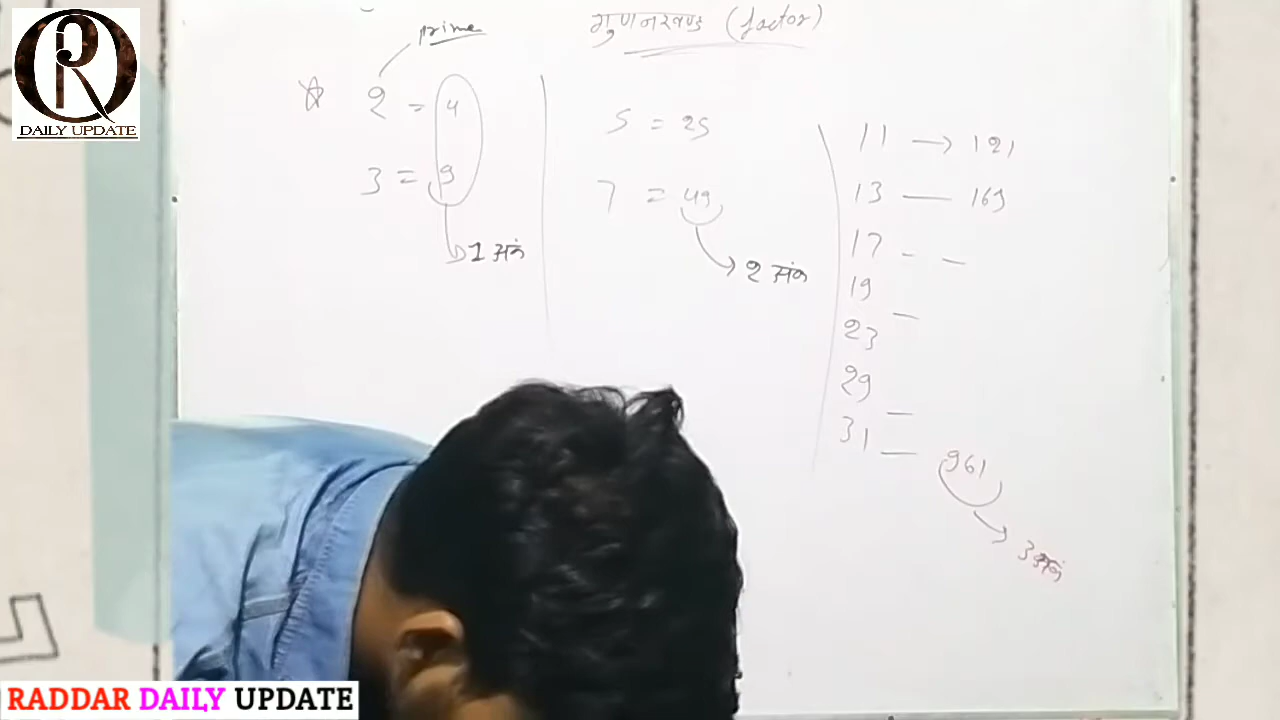 DAILY UPDATE
prime
गुणनखण्ड (factor)
2 = 4
3 = 9
1 अंक
5 = 25
7 = 49
2 अंक
11 → 121
13 — 169
17 - -
19 -
23
29 -
31 — 961
3 अंक
RADDAR DAILY UPDATE